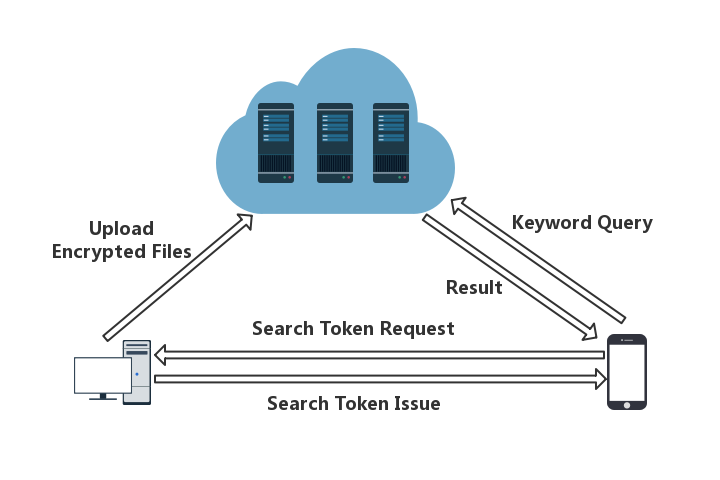 Upload
Encrypted Files
Keyword Query
Result
Search Token Request
Search Token Issue